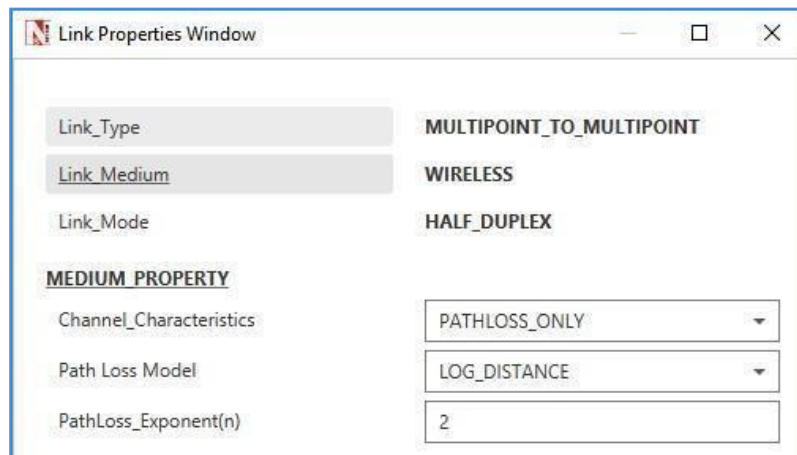 Link Properties Window
Link_Type MULTIPOINT_TO_MULTIPOINT
Link_Medium WIRELESS
Link_Mode HALF_DUPLEX
MEDIUM_PROPERTY
Channel_Characteristics PATHLOSS_ONLY
Path Loss Model LOG_DISTANCE
PathLoss_Exponent(n) 2